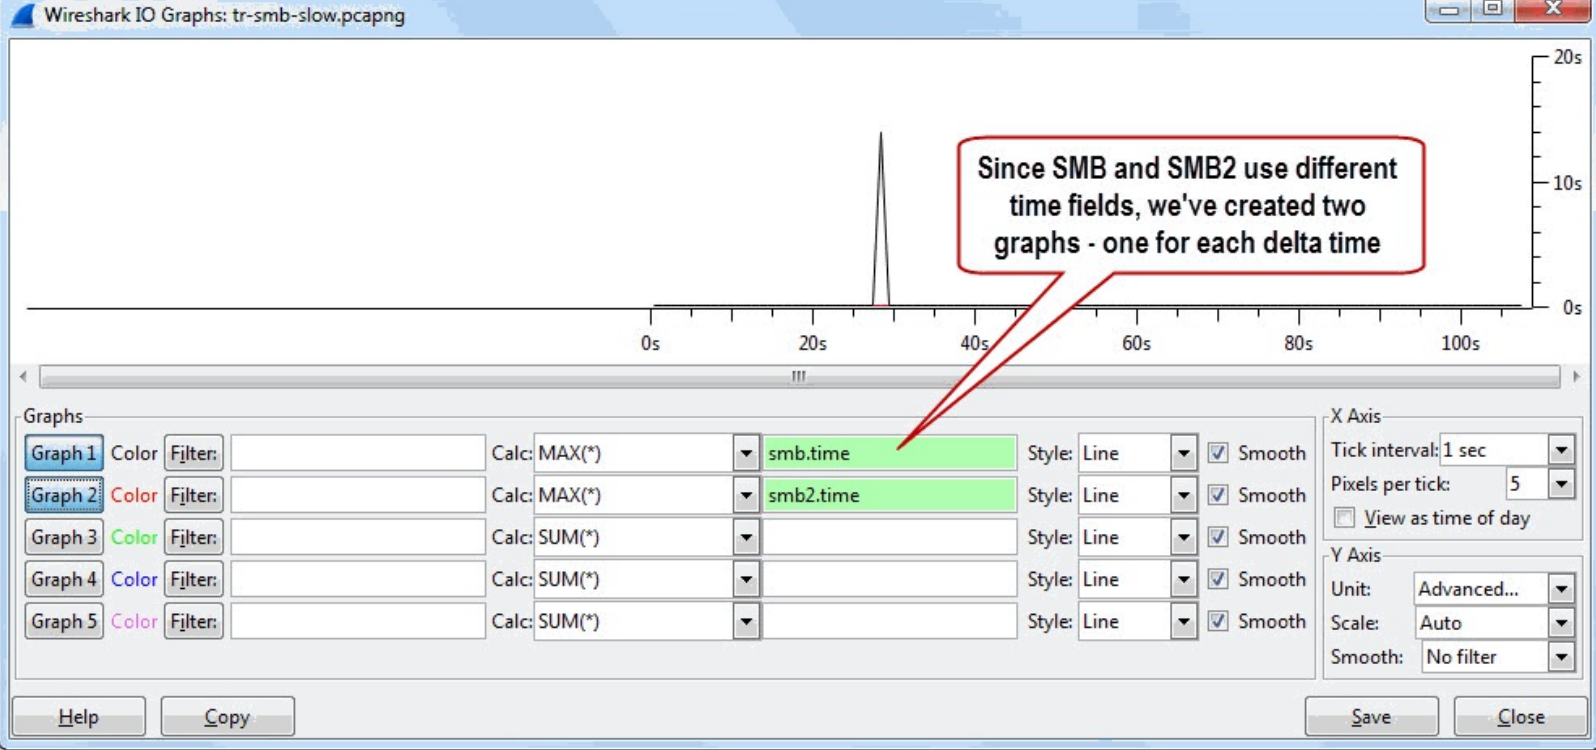 Wireshark IO Graphs: tr-smb-slow.pcapng
20s
Since SMB and SMB2 use different
time fields, we've created two
graphs - one for each delta time
10s
0s
0s 20s 40s 60s 80s 100s
Graphs
Graph 1 Color Filter: Calc: MAX(*) smb.time Style: Line Smooth
Graph 2 Color Filter: Calc: MAX(*) smb2.time Style: Line Smooth
Graph 3 Color Filter: Calc: SUM(*) Style: Line Smooth
Graph 4 Color Filter: Calc: SUM(*) Style: Line Smooth
Graph 5 Color Filter: Calc: SUM(*) Style: Line Smooth
X Axis
Tick interval: 1 sec
Pixels per tick: 5
View as time of day
Y Axis
Unit: Advanced...
Scale: Auto
Smooth: No filter
Help Copy Save Close